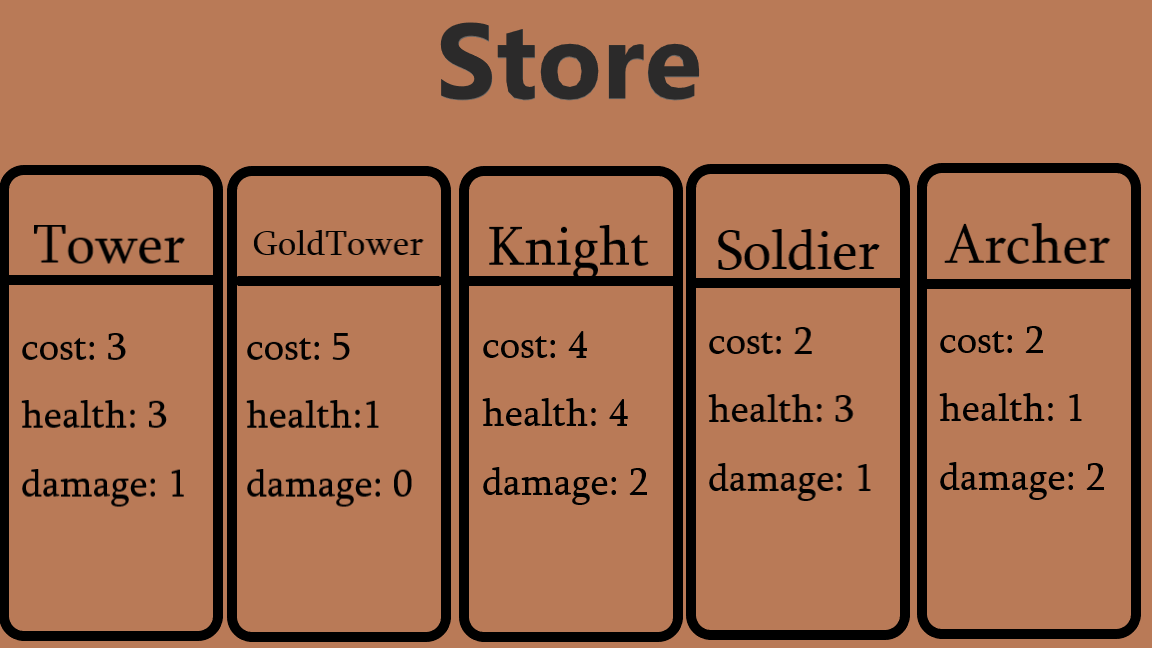 Store
Tower
cost: 3
health: 3
damage: 1
GoldTower
cost: 5
health:1
damage: 0
Knight
cost: 4
health: 4
damage: 2
Soldier
cost: 2
health: 3
damage: 1
Archer
cost: 2
health: 1
damage: 2